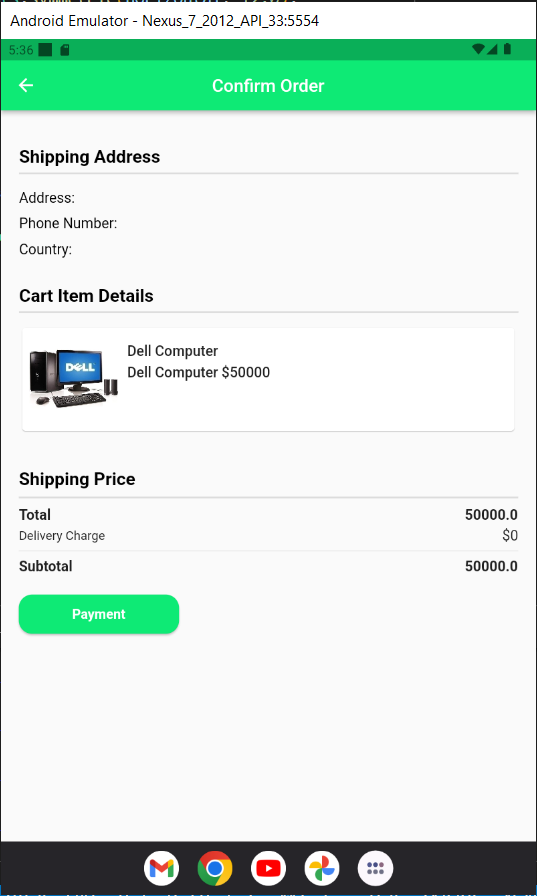 Android Emulator - Nexus_7_2012_API_33:5554
5:36
Confirm Order
Shipping Address
Address:
Phone Number:
Country:
Cart Item Details
DELL
Dell Computer
Dell Computer $50000
Shipping Price
Total 50000.0
Delivery Charge $0
Subtotal 50000.0
Payment